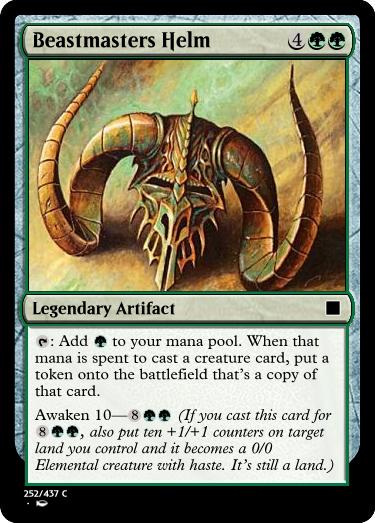 Beastmasters Helm 4
Legendary Artifact
: Add to your mana pool. When that
mana is spent to cast a creature card, put a
token onto the battlefield that's a copy of
that card.
Awaken 10—8 (If you cast this card for
8, also put ten +1/+1 counters on target
land you control and it becomes a 0/0
Elemental creature with haste. It's still a land.)
252/437 C